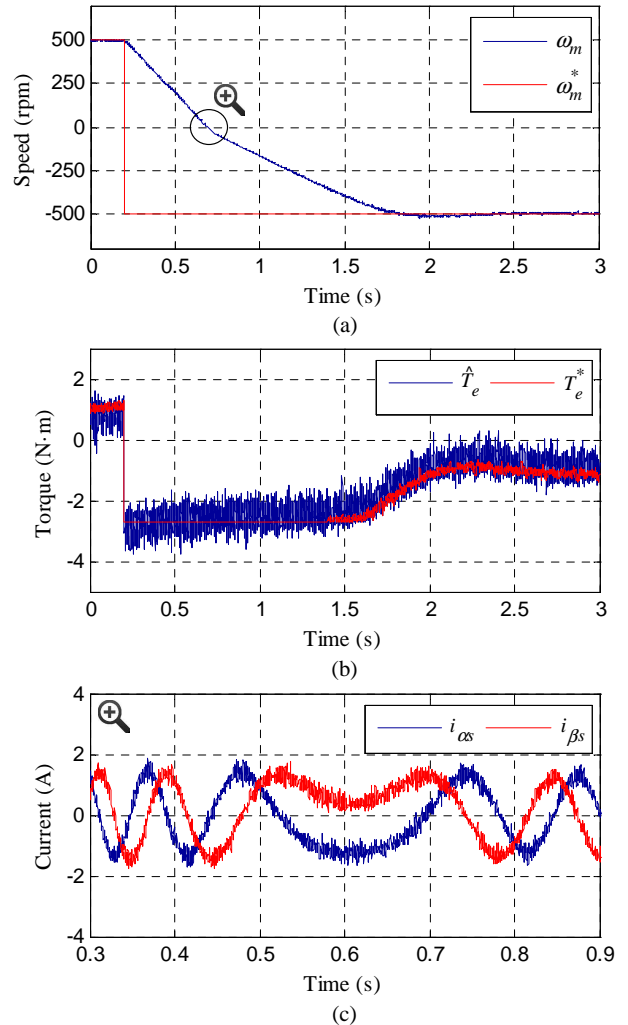 500
250
0
-250
-500
Speed (rpm)
ω_m
ω_m^*
0 0.5 1 1.5 2 2.5 3
Time (s)
(a)
2
0
-2
-4
Torque (N·m)
T̂_e T_e^*
0 0.5 1 1.5 2 2.5 3
Time (s)
(b)
4
2
0
-2
-4
Current (A)
i_αs i_βs
0.3 0.4 0.5 0.6 0.7 0.8 0.9
Time (s)
(c)